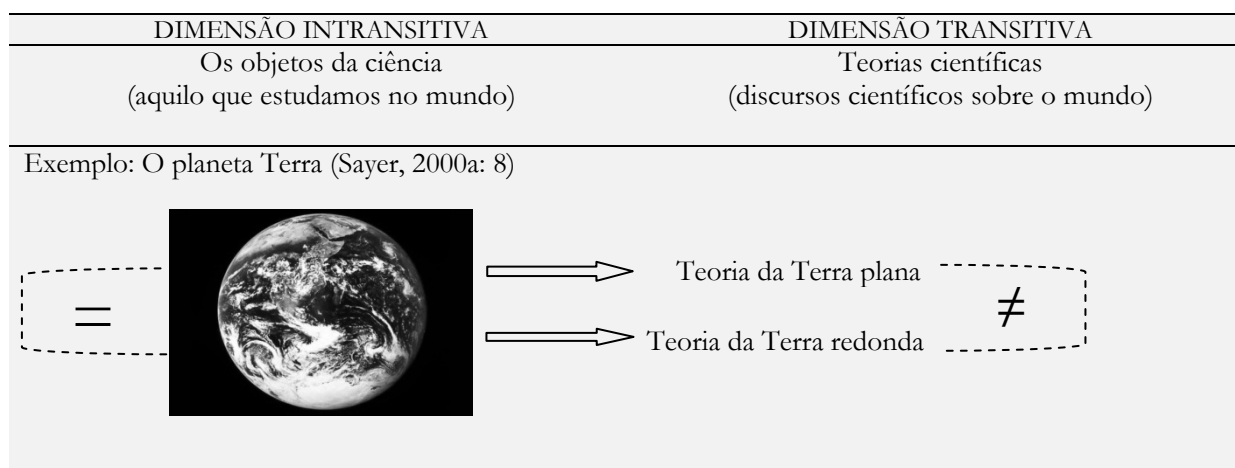 DIMENSÃO INTRANSITIVA DIMENSÃO TRANSITIVA
Os objetos da ciência Teorias científicas
(aquilo que estudamos no mundo) (discursos científicos sobre o mundo)
Exemplo: O planeta Terra (Sayer, 2000a: 8)
Teoria da Terra plana
= ≠
Teoria da Terra redonda